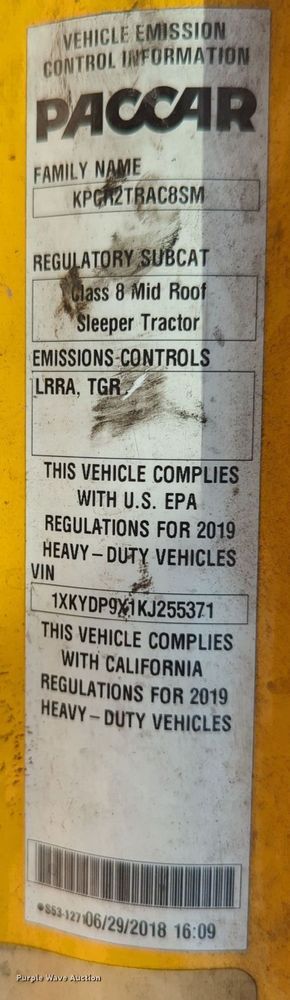 VEHICLE EMISSION
CONTROL INFORMATION
PACCAR
FAMILY NAME
KPCR2TRAC8SM
REGULATORY SUBCAT
Class 8 Mid Roof
Sleeper Tractor
EMISSIONS CONTROLS
LRRA, TGR
THIS VEHICLE COMPLIES
WITH U.S. EPA
REGULATIONS FOR 2019
HEAVY-DUTY VEHICLES
VIN
1XKYDP9X1KJ255371
THIS VEHICLE COMPLIES
WITH CALIFORNIA
REGULATIONS FOR 2019
HEAVY-DUTY VEHICLES
06/29/2018 16:09
Purple Wave Auction